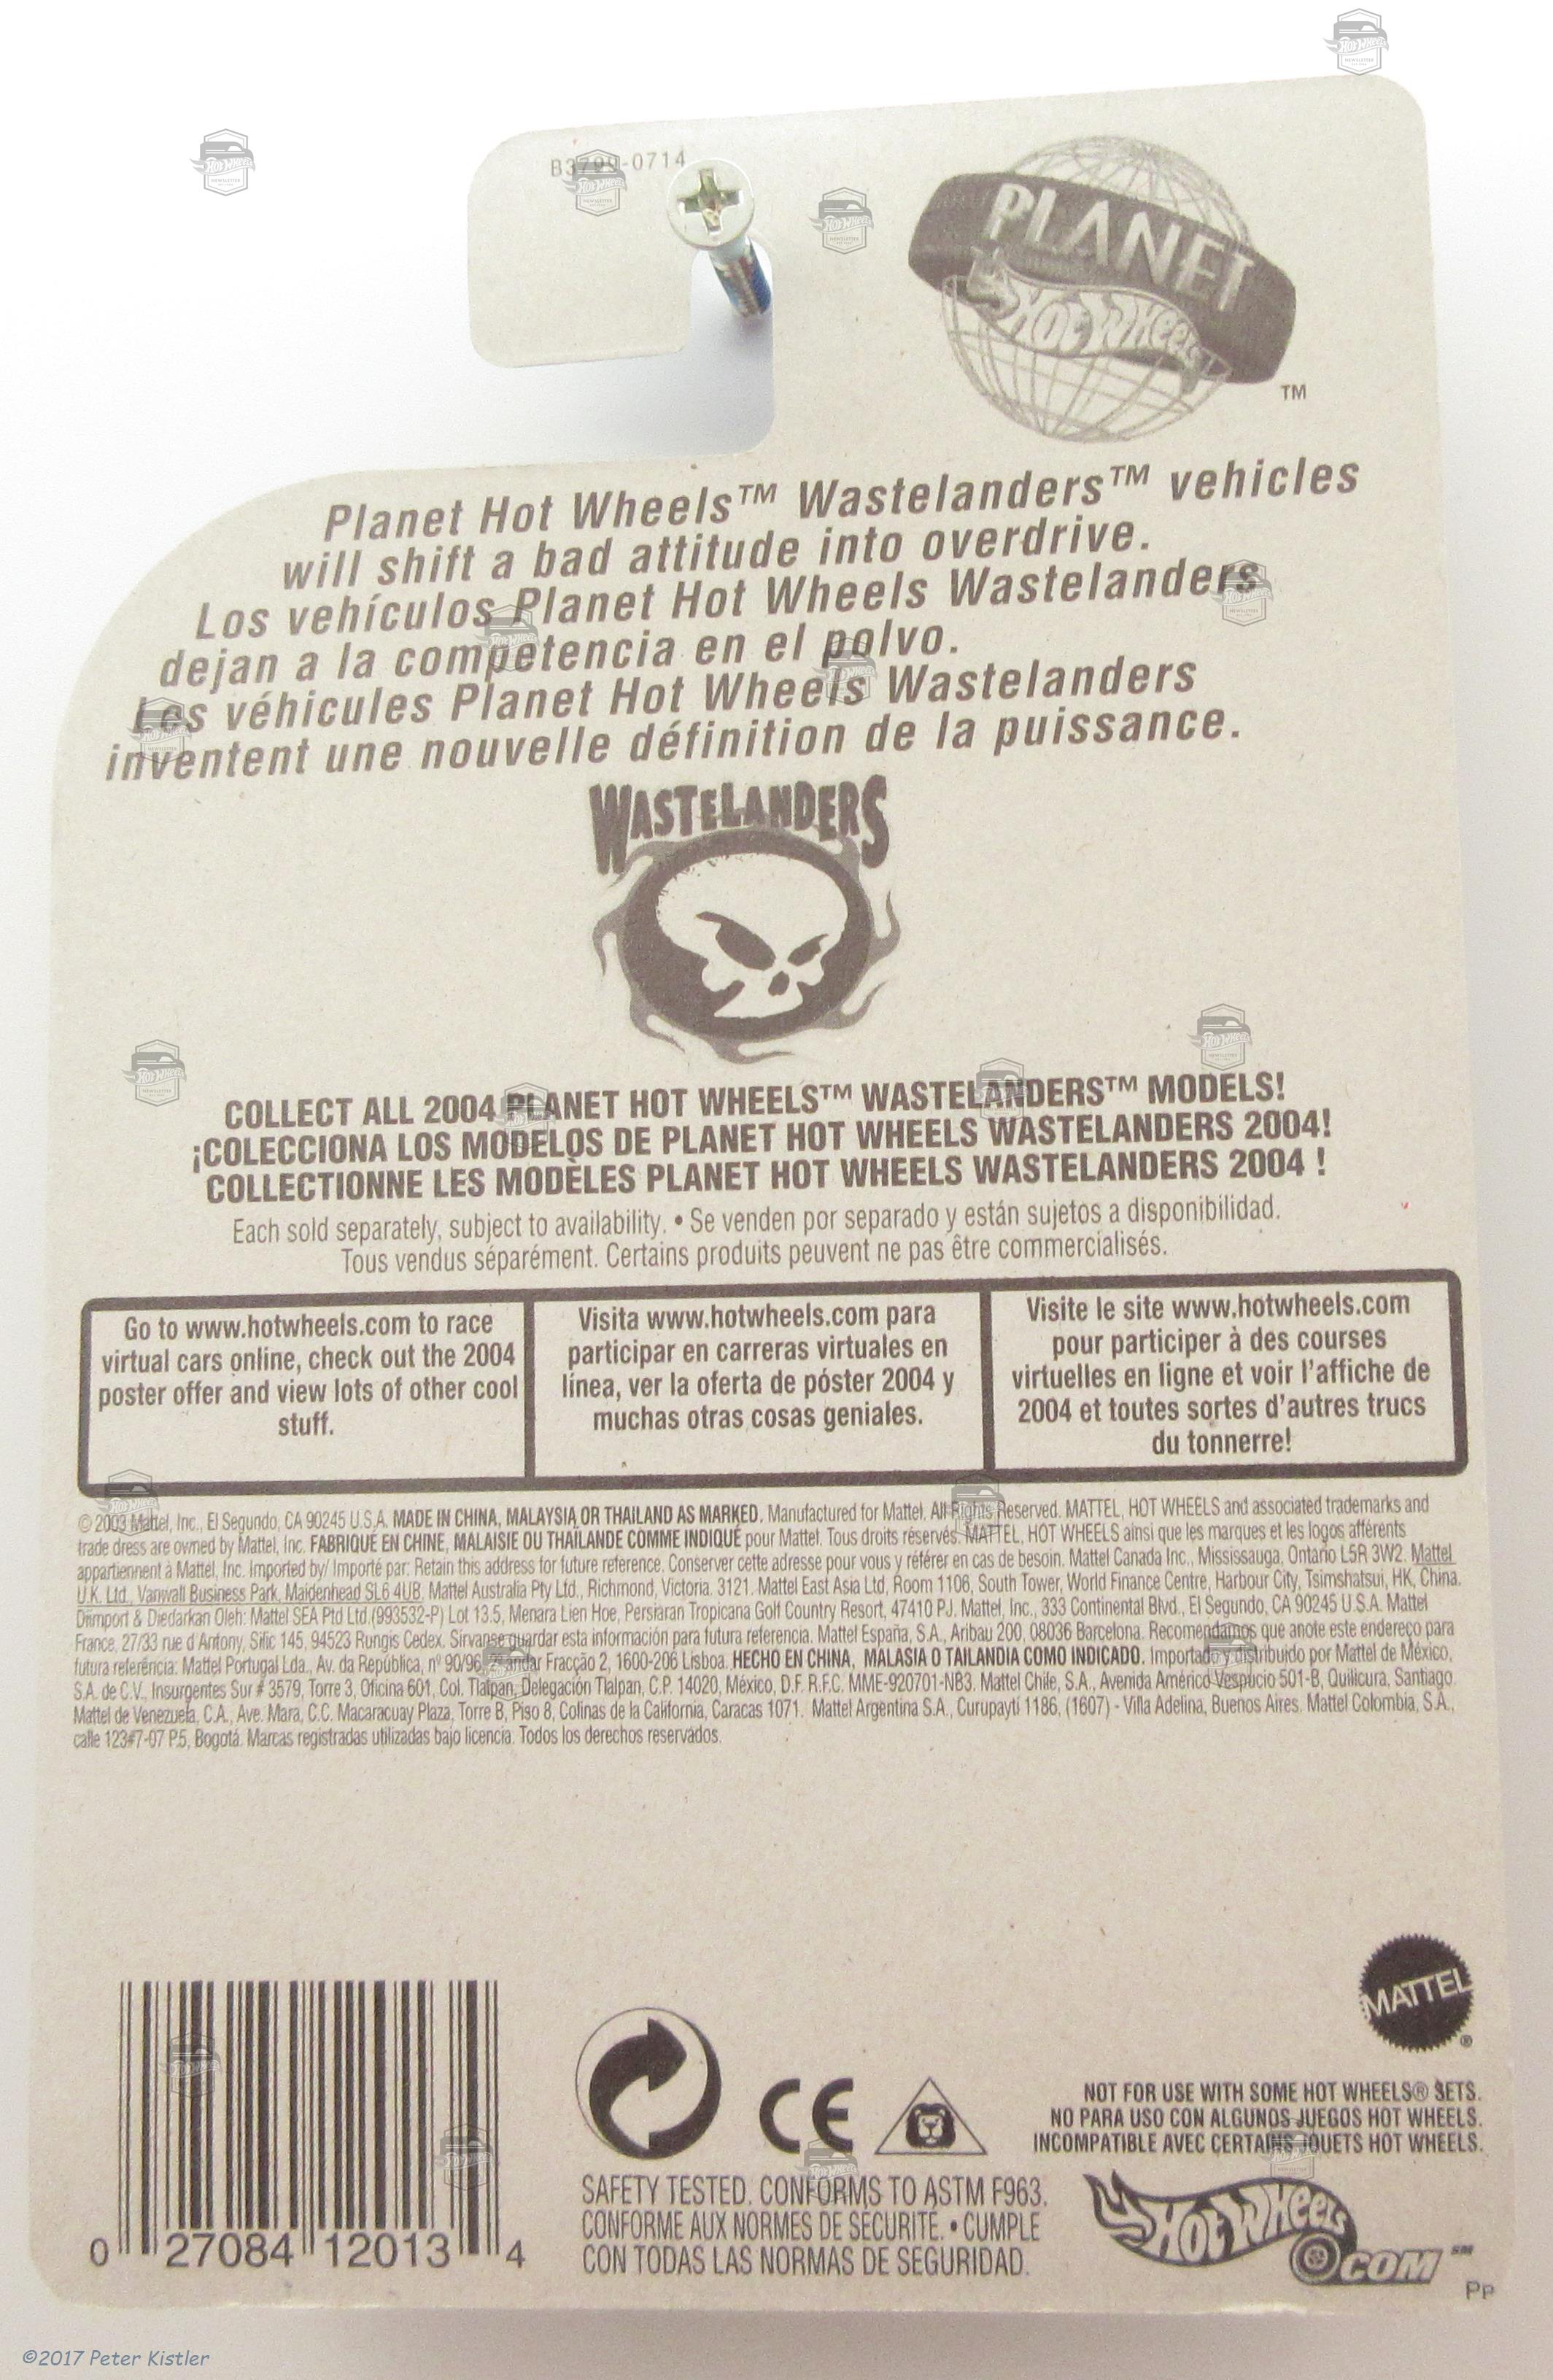 B3799-0714
PLANET
HOT WHEELS
TM
Planet Hot Wheels™ Wastelanders™ vehicles
will shift a bad attitude into overdrive.
Los vehículos Planet Hot Wheels Wastelanders
dejan a la competencia en el polvo.
Les véhicules Planet Hot Wheels Wastelanders
inventent une nouvelle définition de la puissance.
WASTELANDERS
COLLECT ALL 2004 PLANET HOT WHEELS™ WASTELANDERS™ MODELS!
¡COLECCIONA LOS MODELOS DE PLANET HOT WHEELS WASTELANDERS 2004!
COLLECTIONNE LES MODÈLES PLANET HOT WHEELS WASTELANDERS 2004 !
Each sold separately, subject to availability. • Se venden por separado y están sujetos a disponibilidad.
Tous vendus séparément. Certains produits peuvent ne pas être commercialisés.
Go to www.hotwheels.com to race
virtual cars online, check out the 2004
poster offer and view lots of other cool
stuff.
Visita www.hotwheels.com para
participar en carreras virtuales en
línea, ver la oferta de póster 2004 y
muchas otras cosas geniales.
Visite le site www.hotwheels.com
pour participer à des courses
virtuelles en ligne et voir l'affiche de
2004 et toutes sortes d'autres trucs
du tonnerre!
© 2003 Mattel, Inc., El Segundo, CA 90245 U.S.A. MADE IN CHINA, MALAYSIA OR THAILAND AS MARKED. Manufactured for Mattel. All Rights Reserved. MATTEL, HOT WHEELS and associated trademarks and
trade dress are owned by Mattel, Inc. FABRIQUÉ EN CHINE, MALAISIE OU THAÏLANDE COMME INDIQUÉ pour Mattel. Tous droits réservés. MATTEL, HOT WHEELS ainsi que les marques et les logos afférents
appartiennent à Mattel, Inc. Imported by/ Importé par: Retain this address for future reference. Conserver cette adresse pour vous y référer en cas de besoin. Mattel Canada Inc., Mississauga, Ontario L5R 3W2. Mattel
U.K. Ltd., Vanwall Business Park, Maidenhead SL6 4UB. Mattel Australia Pty Ltd., Richmond, Victoria. 3121. Mattel East Asia Ltd, Room 1106, South Tower, World Finance Centre, Harbour City, Tsimshatsui, HK, China.
Diimport & Diedarkan Oleh: Mattel SEA Ptd Ltd.(993532-P) Lot 13.5, Menara Lien Hoe, Persiaran Tropicana Golf Country Resort, 47410 PJ. Mattel, Inc., 333 Continental Blvd., El Segundo, CA 90245 U.S.A. Mattel
France, 27/33 rue d'Antony, Silic 145, 94523 Rungis Cedex. Sírvanse guardar esta información para futura referencia. Mattel España, S.A., Aribau 200, 08036 Barcelona. Recomendamos que anote este endereço para
futura referência: Mattel Portugal Lda., Av. da República, nº 90/96, andar Fracção 2, 1600-206 Lisboa. HECHO EN CHINA, MALASIA O TAILANDIA COMO INDICADO. Importado y distribuido por Mattel de México,
S.A. de C.V., Insurgentes Sur # 3579, Torre 3, Oficina 601, Col. Tlalpan, Delegación Tlalpan, C.P. 14020, México, D.F. R.F.C. MME-920701-NB3. Mattel Chile, S.A., Avenida Américo Vespucio 501-B, Quilicura, Santiago.
Mattel de Venezuela, C.A., Ave. Mara, C.C. Macaracuay Plaza, Torre B, Piso 8, Colinas de la California, Caracas 1071. Mattel Argentina S.A., Curupaytí 1186, (1607) - Villa Adelina, Buenos Aires. Mattel Colombia, S.A.,
calle 123#7-07 P.5, Bogotá. Marcas registradas utilizadas bajo licencia. Todos los derechos reservados.
MATTEL
®
NOT FOR USE WITH SOME HOT WHEELS® SETS.
NO PARA USO CON ALGUNOS JUEGOS HOT WHEELS.
INCOMPATIBLE AVEC CERTAINS JOUETS HOT WHEELS.
CE
SAFETY TESTED. CONFORMS TO ASTM F963.
CONFORME AUX NORMES DE SÉCURITÉ. • CUMPLE
CON TODAS LAS NORMAS DE SEGURIDAD.
0 27084 12013 4
HOT WHEELS
.COM SM
Pp
©2017 Peter Kistler